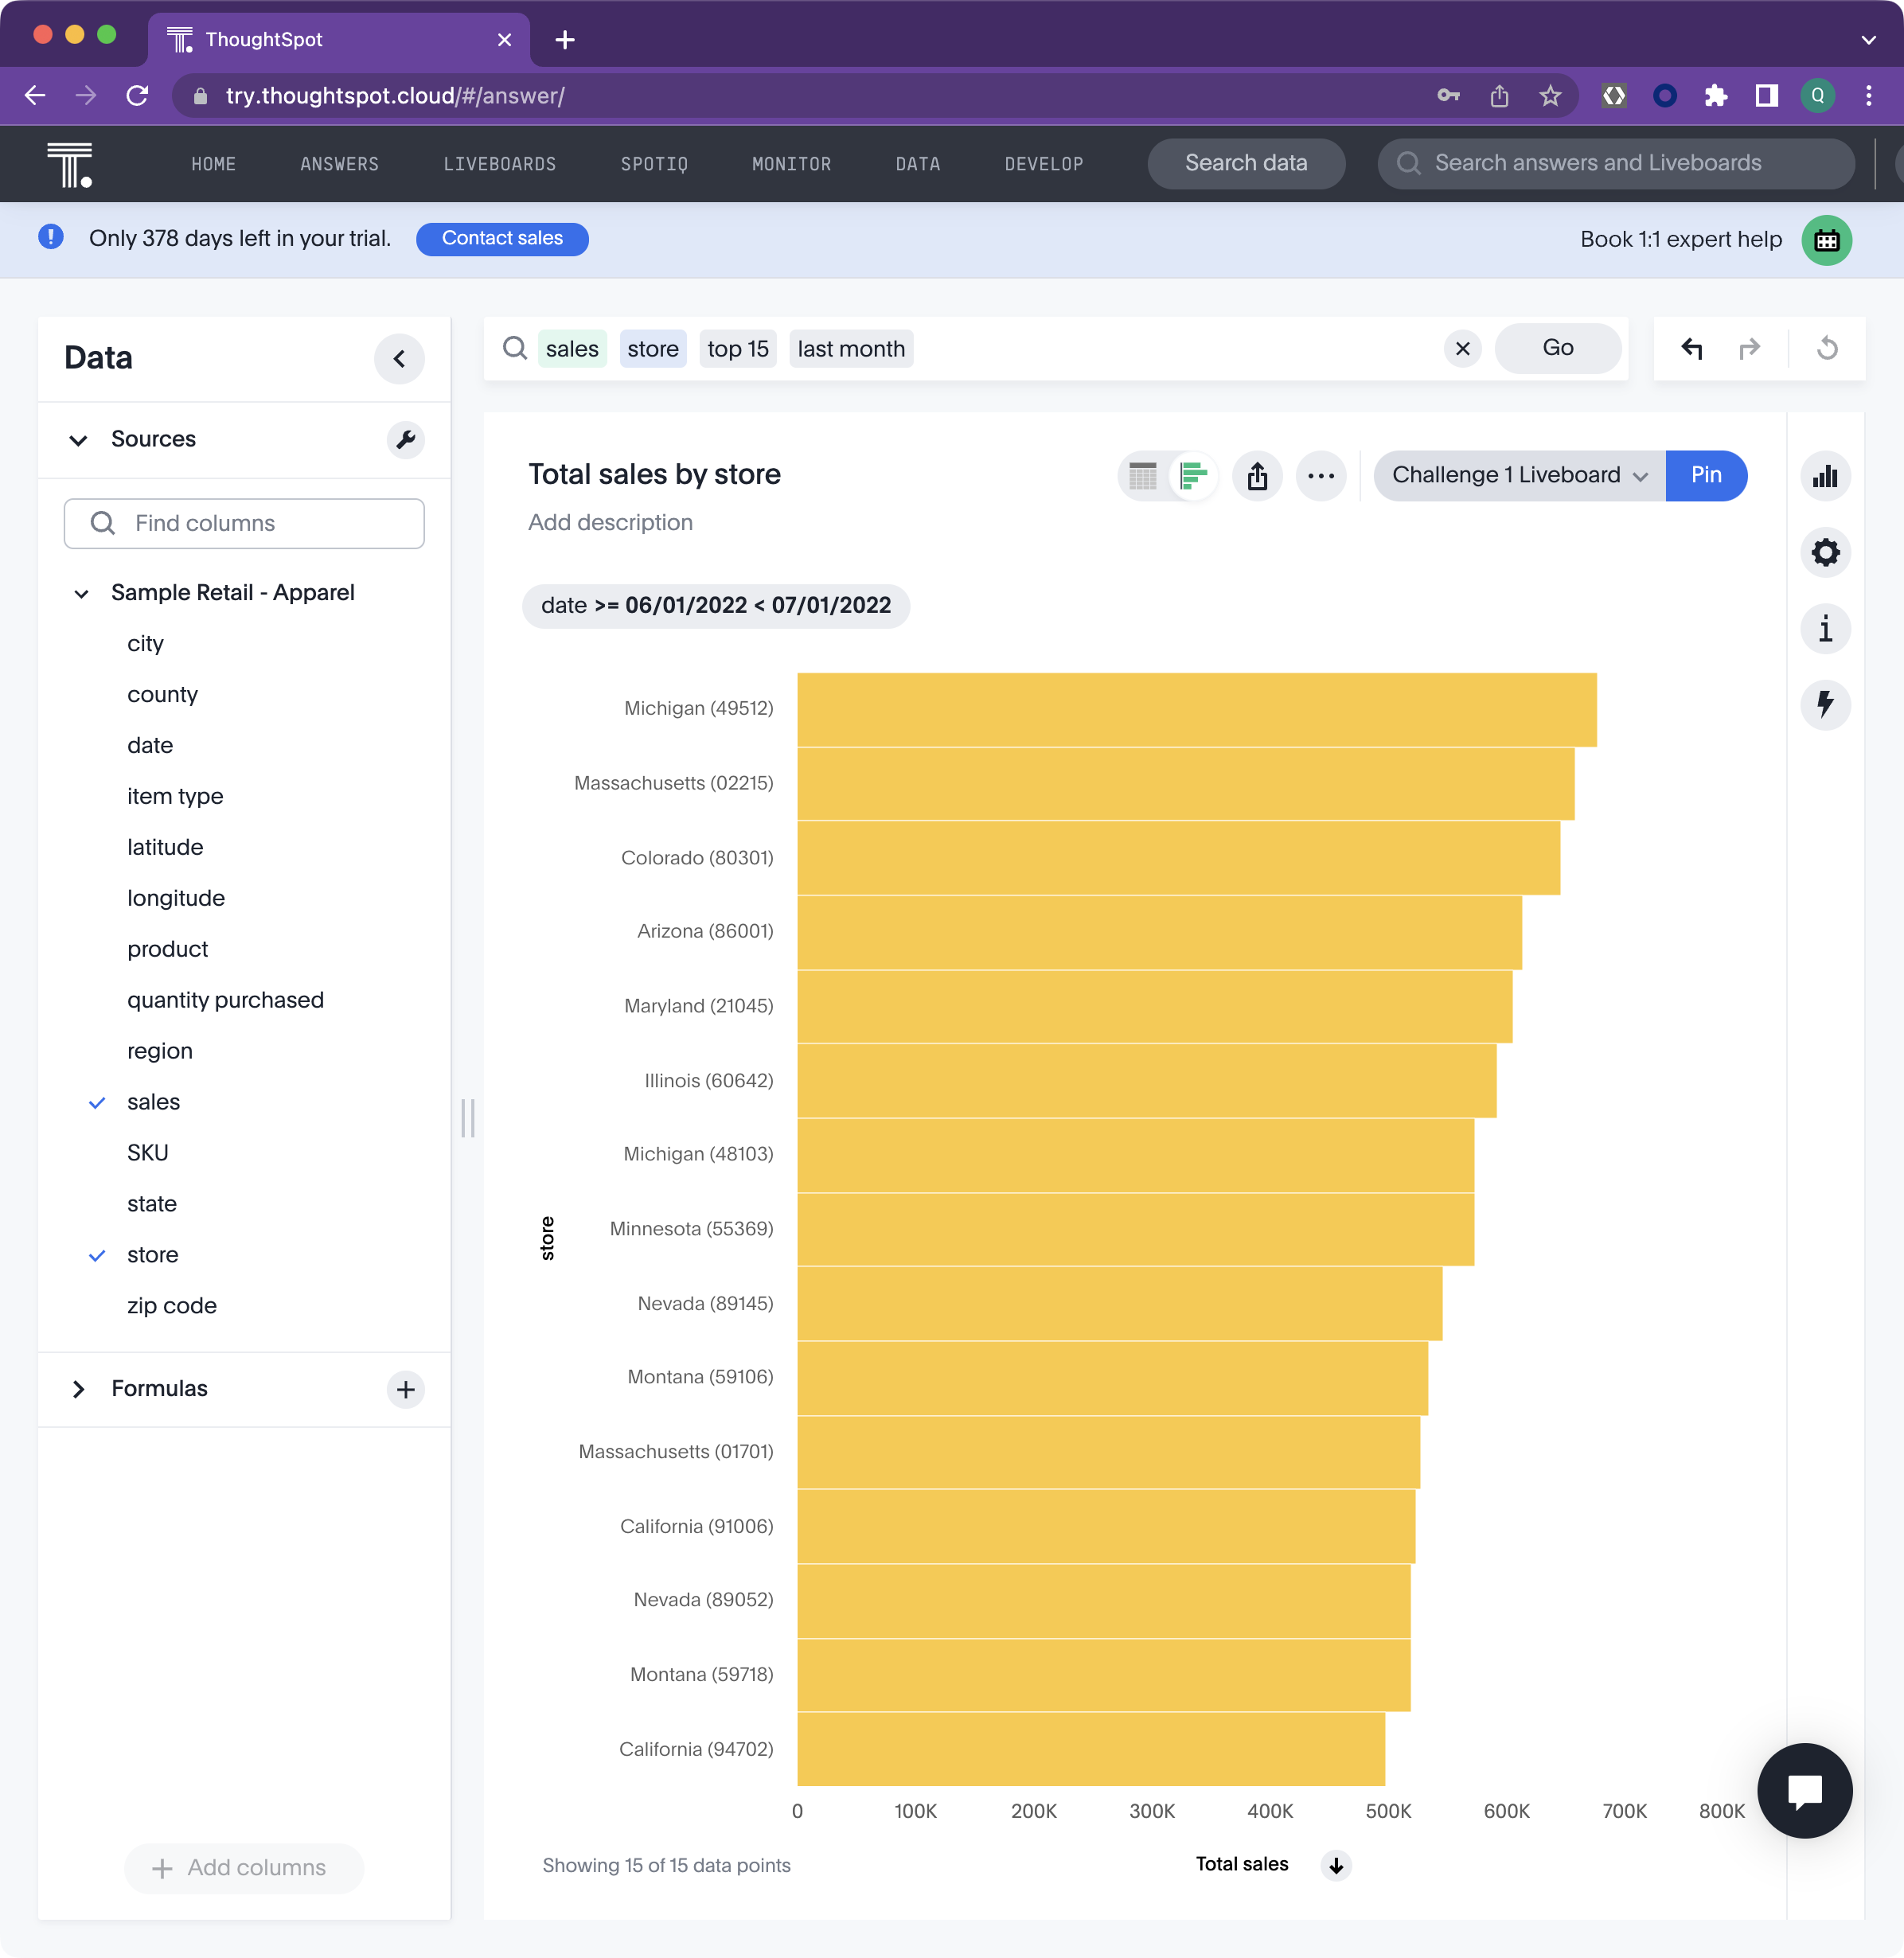 ThoughtSpot
try.thoughtspot.cloud/#/answer/
Q
HOME ANSWERS LIVEBOARDS SPOTIQ MONITOR DATA DEVELOP Search data Search answers and Liveboards
Only 378 days left in your trial. Contact sales Book 1:1 expert help
Data
Sources
Find columns
Sample Retail - Apparel
city
county
date
item type
latitude
longitude
product
quantity purchased
region
sales
SKU
state
store
zip code
Formulas
Add columns
sales store top 15 last month Go
Total sales by store
Add description
Challenge 1 Liveboard Pin
date >= 06/01/2022 < 07/01/2022
store
Michigan (49512)
Massachusetts (02215)
Colorado (80301)
Arizona (86001)
Maryland (21045)
Illinois (60642)
Michigan (48103)
Minnesota (55369)
Nevada (89145)
Montana (59106)
Massachusetts (01701)
California (91006)
Nevada (89052)
Montana (59718)
California (94702)
0 100K 200K 300K 400K 500K 600K 700K 800K
Showing 15 of 15 data points
Total sales